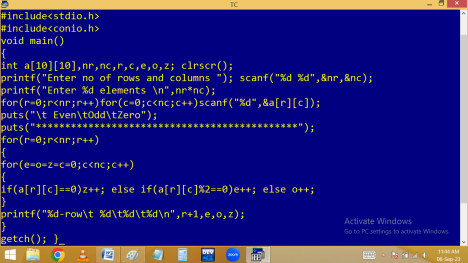 TC
#include<stdio.h>
#include<conio.h>
void main()
{
int a[10][10],nr,nc,r,c,e,o,z; clrscr();
printf("Enter no of rows and columns "); scanf("%d %d",&nr,&nc);
printf("Enter %d elements \n",nr*nc);
for(r=0;r<nr;r++)for(c=0;c<nc;c++)scanf("%d",&a[r][c]);
puts("\t Even\tOdd\tZero");
puts("*******************************************");
for(r=0;r<nr;r++)
{
for(e=o=z=c=0;c<nc;c++)
{
if(a[r][c]==0)z++; else if(a[r][c]%2==0)e++; else o++;
}
printf("%d-row\t %d\t%d\t%d\n",r+1,e,o,z);
}
getch(); }_
Activate Windows
Go to PC settings to activate Windows.
11:44 AM
06-Sep-23